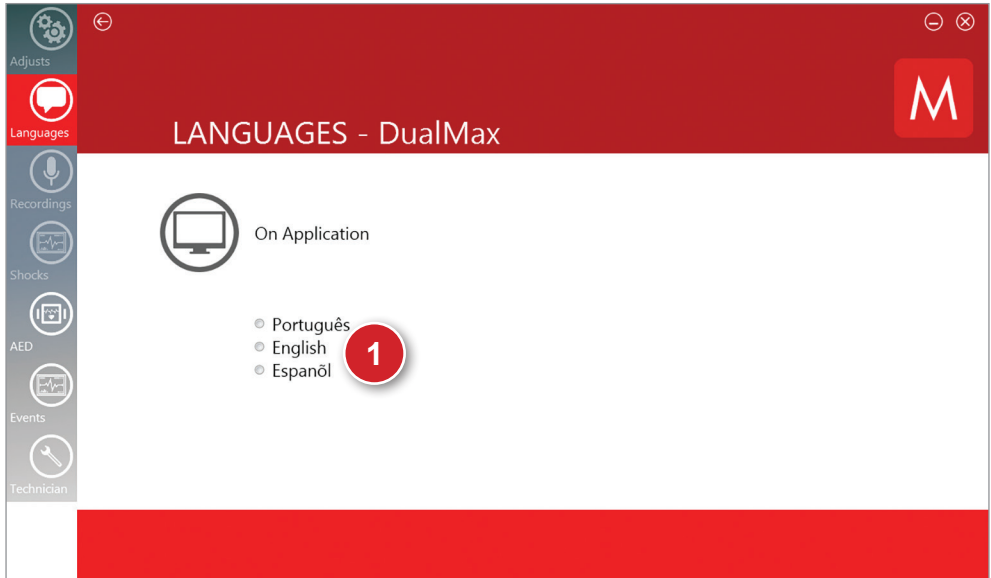 Adjusts
Languages
Recordings
Shocks
AED
Events
Technician
M
LANGUAGES - DualMax
On Application
Português
English
Espanõl
1